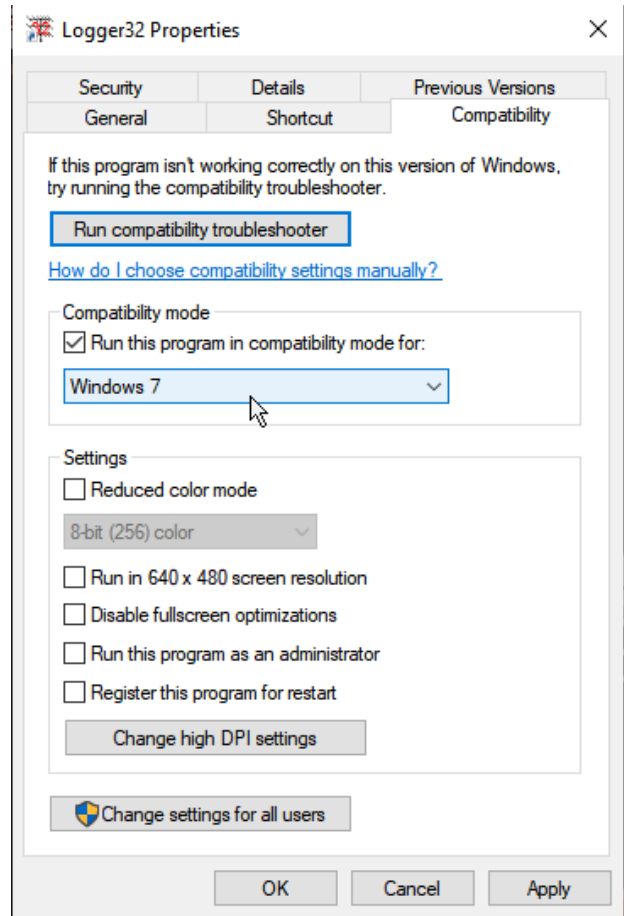 Logger32 Properties
Security
Details
Previous Versions
General
Shortcut
Compatibility
If this program isn't working correctly on this version of Windows,
try running the compatibility troubleshooter.
Run compatibility troubleshooter
How do I choose compatibility settings manually?
Compatibility mode
Run this program in compatibility mode for:
Windows 7
Settings
Reduced color mode
8-bit (256) color
Run in 640 x 480 screen resolution
Disable fullscreen optimizations
Run this program as an administrator
Register this program for restart
Change high DPI settings
Change settings for all users
OK
Cancel
Apply